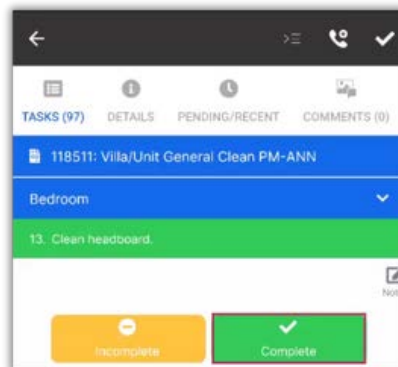 TASKS (97) DETAILS PENDING/RECENT COMMENTS (0)
118511: Villa/Unit General Clean PM-ANN
Bedroom
13. Clean headboard.
Incomplete Complete